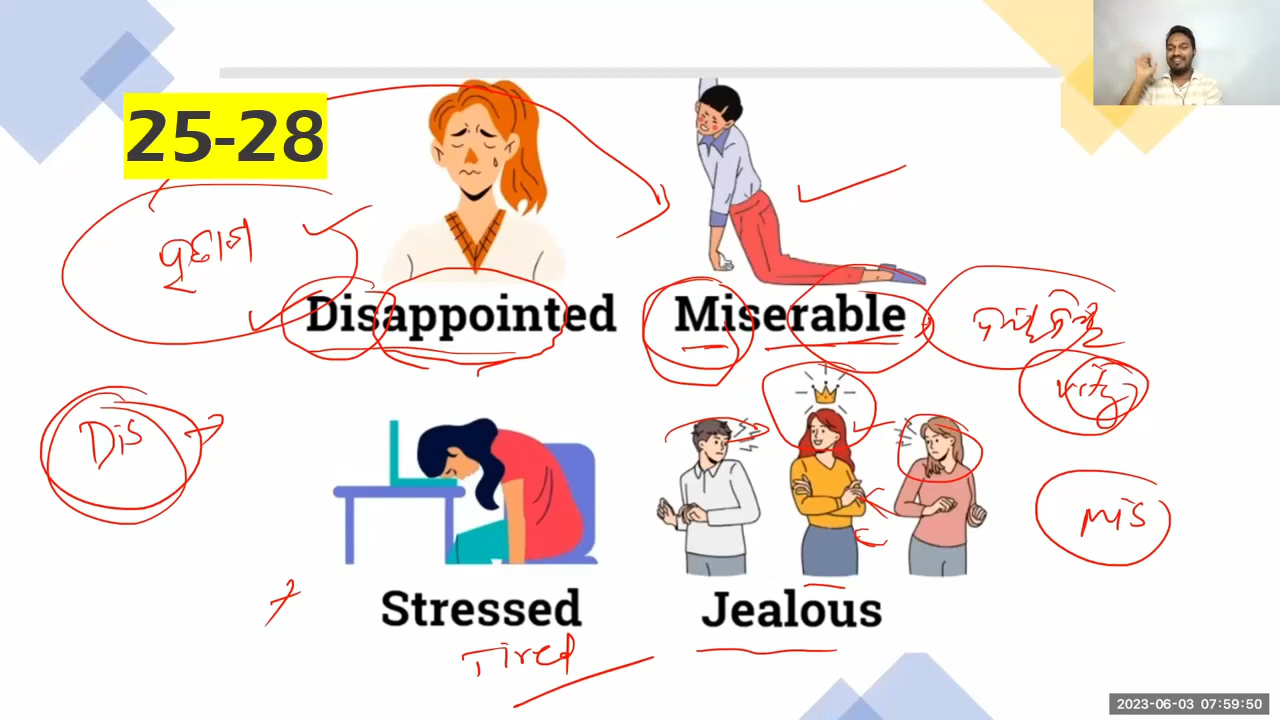 25-28
Disappointed
Miserable
Dis
mis
Stressed
Jealous
Tired
2023-06-03 07:59:50